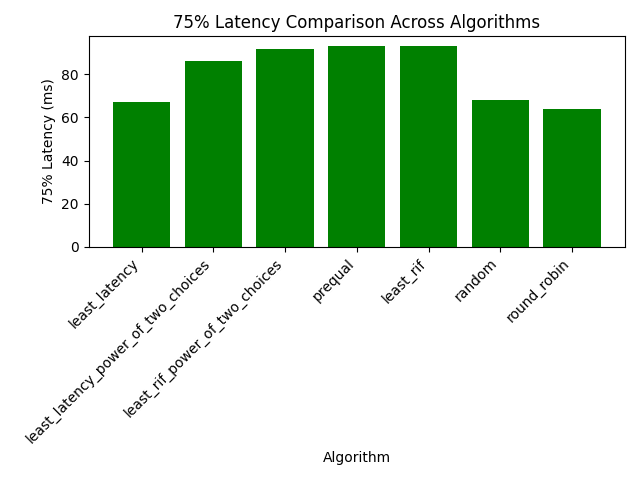 75% Latency Comparison Across Algorithms
75% Latency (ms)
80
60
40
20
0
least_latency
least_latency_power_of_two_choices
least_rif_power_of_two_choices
prequal
least_rif
random
round_robin
Algorithm